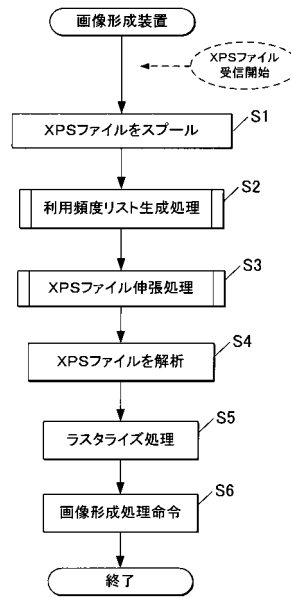 画像形成装置
XPSファイル
受信開始
XPSファイルをスプール
S1
利用頻度リスト生成処理
S2
XPSファイル伸張処理
S3
XPSファイルを解析
S4
ラスタライズ処理
S5
画像形成処理命令
S6
終了